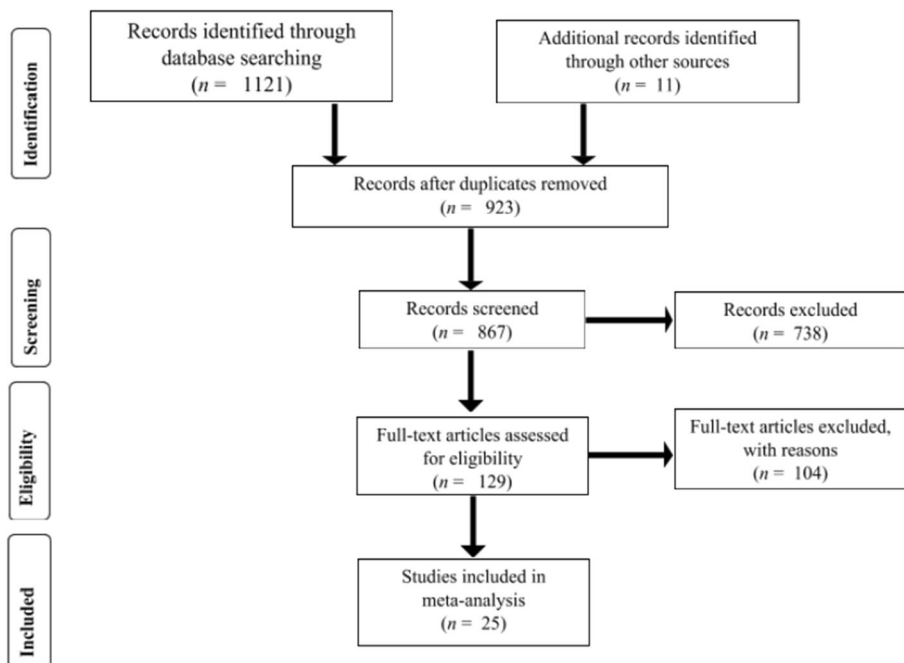 Identification
Records identified through
database searching
(n = 1121)
Additional records identified
through other sources
(n = 11)
Records after duplicates removed
(n = 923)
Screening
Records screened
(n = 867)
Records excluded
(n = 738)
Eligibility
Full-text articles assessed
for eligibility
(n = 129)
Full-text articles excluded,
with reasons
(n = 104)
Included
Studies included in
meta-analysis
(n = 25)